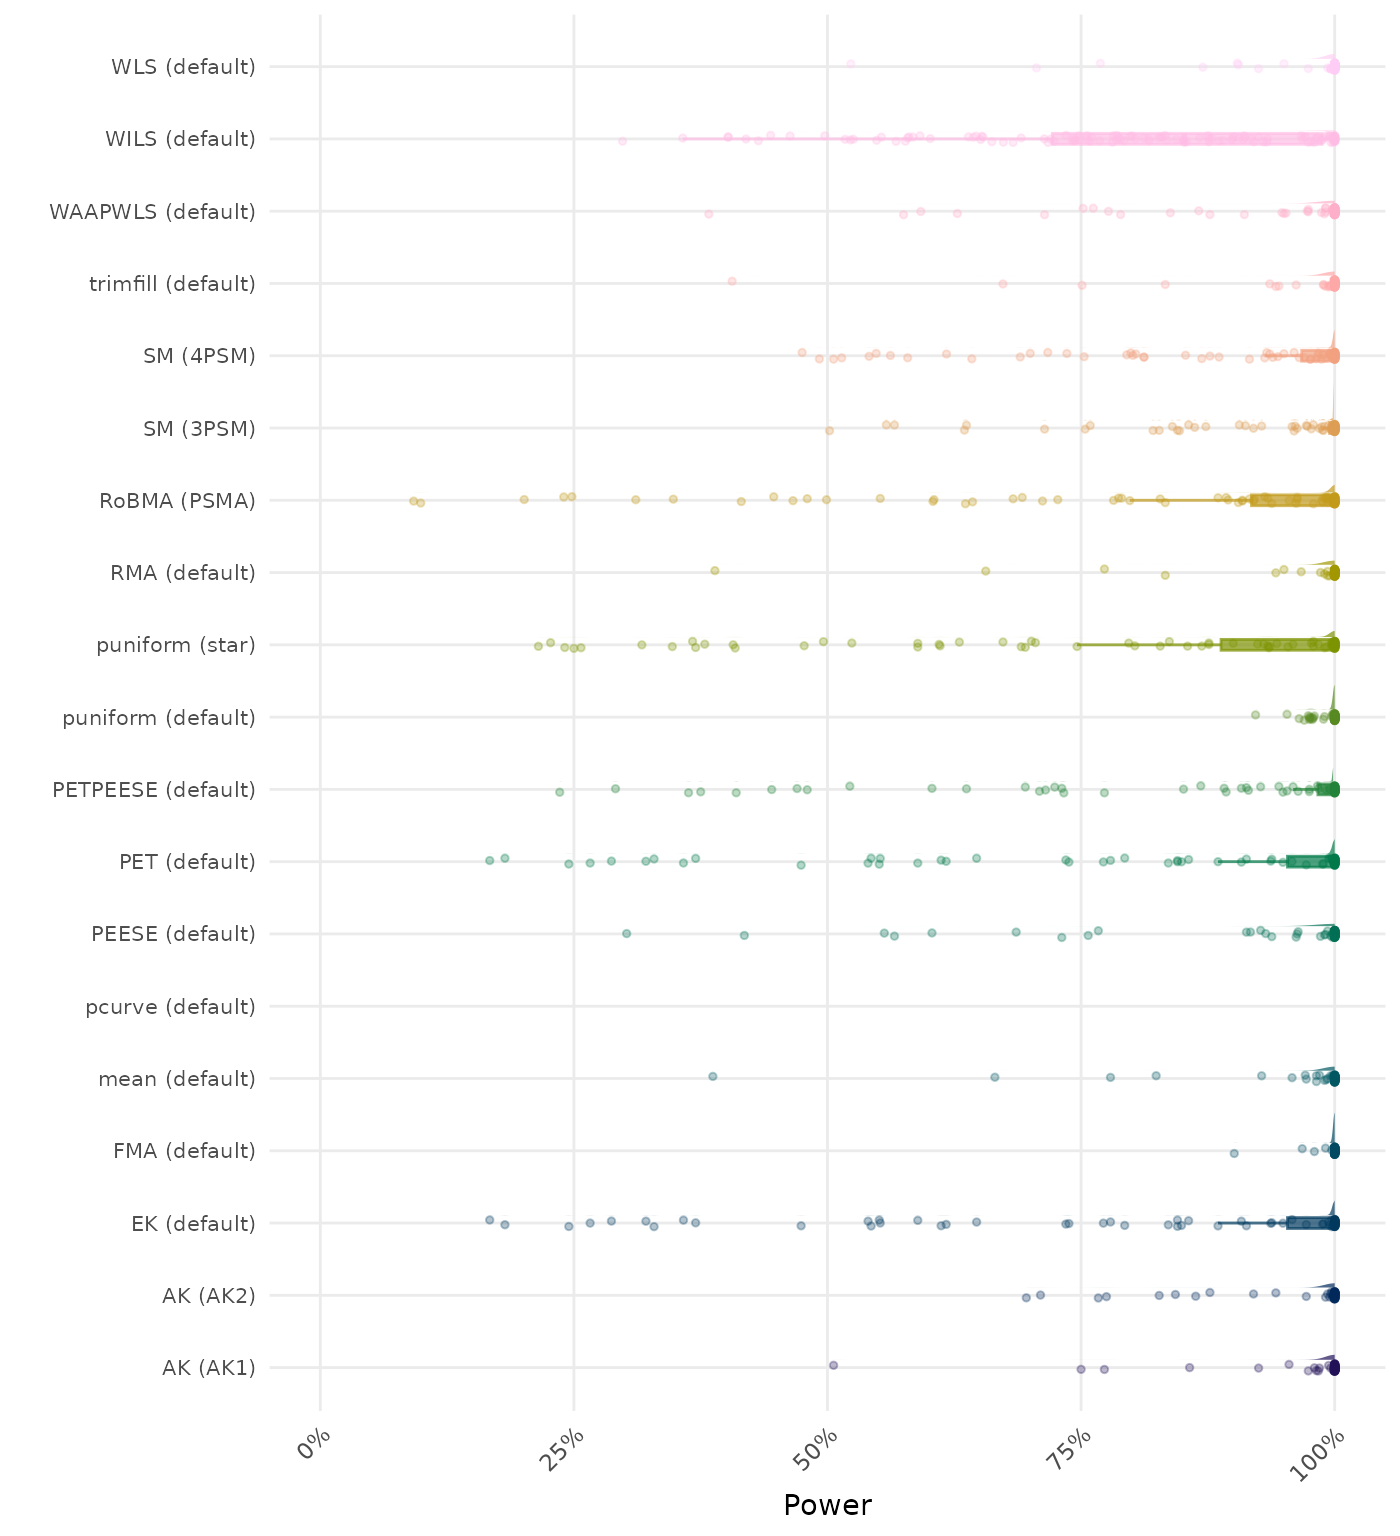 WLS (default)
WILS (default)
WAAPWLS (default)
trimfill (default)
SM (4PSM)
SM (3PSM)
RoBMA (PSMA)
RMA (default)
puniform (star)
puniform (default)
PETPEESE (default)
PET (default)
PEESE (default)
pcurve (default)
mean (default)
FMA (default)
EK (default)
AK (AK2)
AK (AK1)
0%
25%
50%
75%
100%
Power